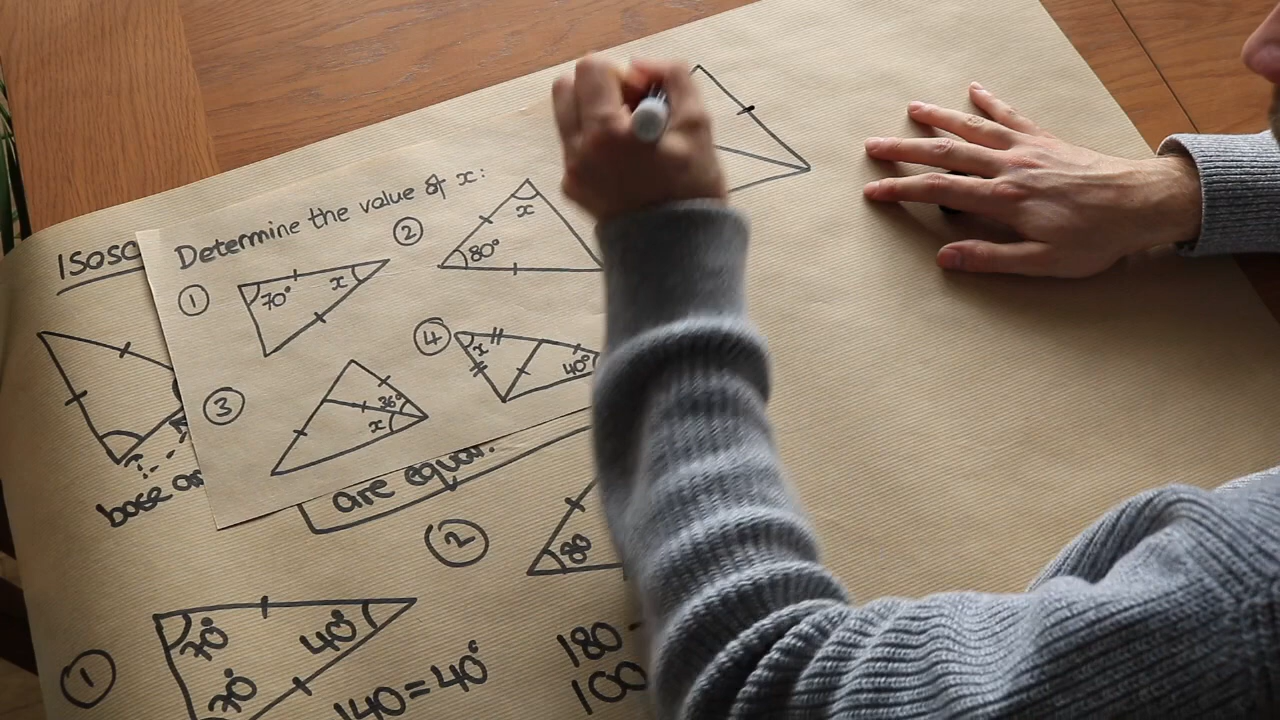 ISOSC
Determine the value of x:
① 70° x
② 80° x
③ 36° x
④ x 40°
base
are equal.
① 70° 40° 70°
140 = 40°
② 80
180 -
100